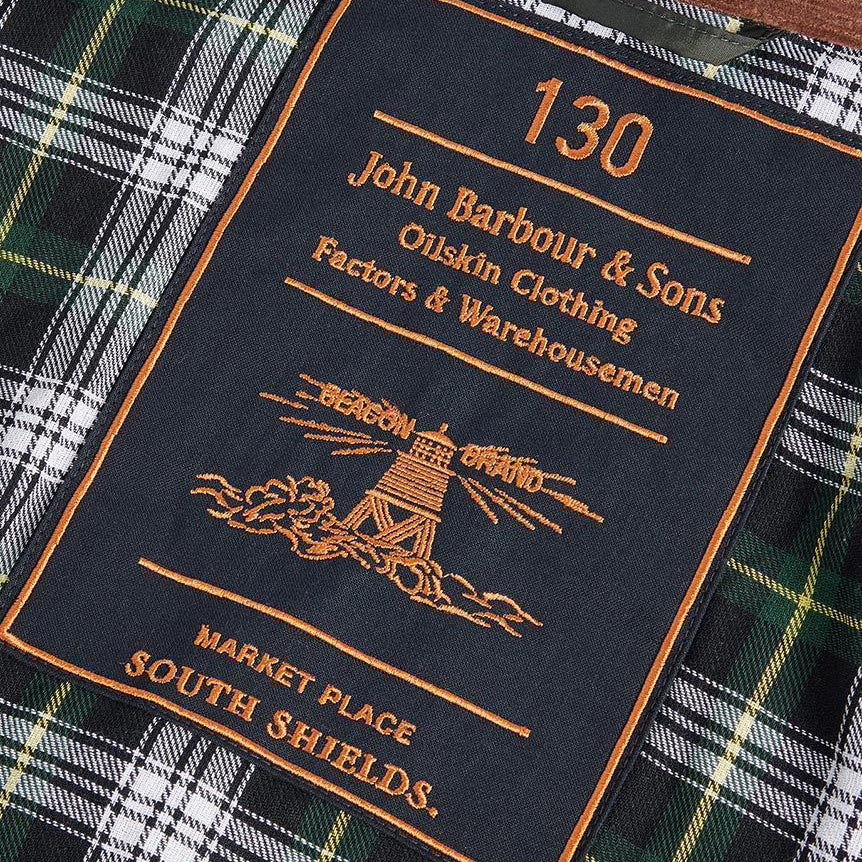 130
John Barbour & Sons
Oilskin Clothing
Factors & Warehousemen
BEACON BRAND
MARKET PLACE
SOUTH SHIELDS.